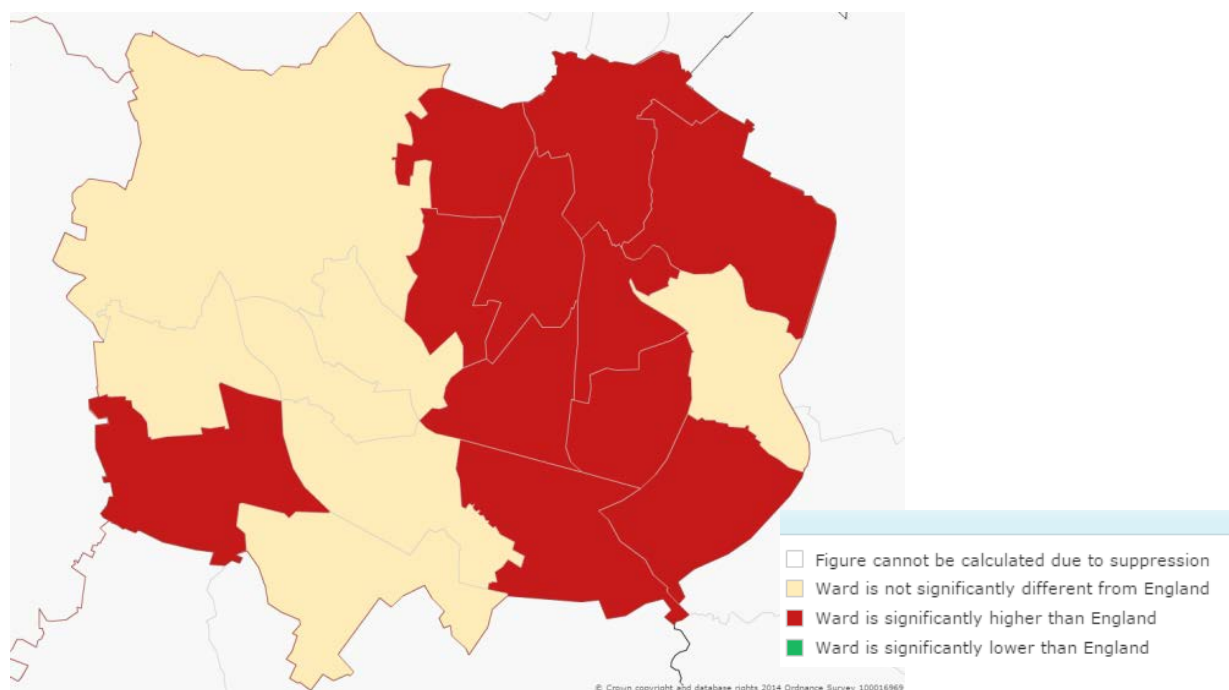 Figure cannot be calculated due to suppression
Ward is not significantly different from England
Ward is significantly higher than England
Ward is significantly lower than England
© Crown copyright and database rights 2014 Ordnance Survey 100016969